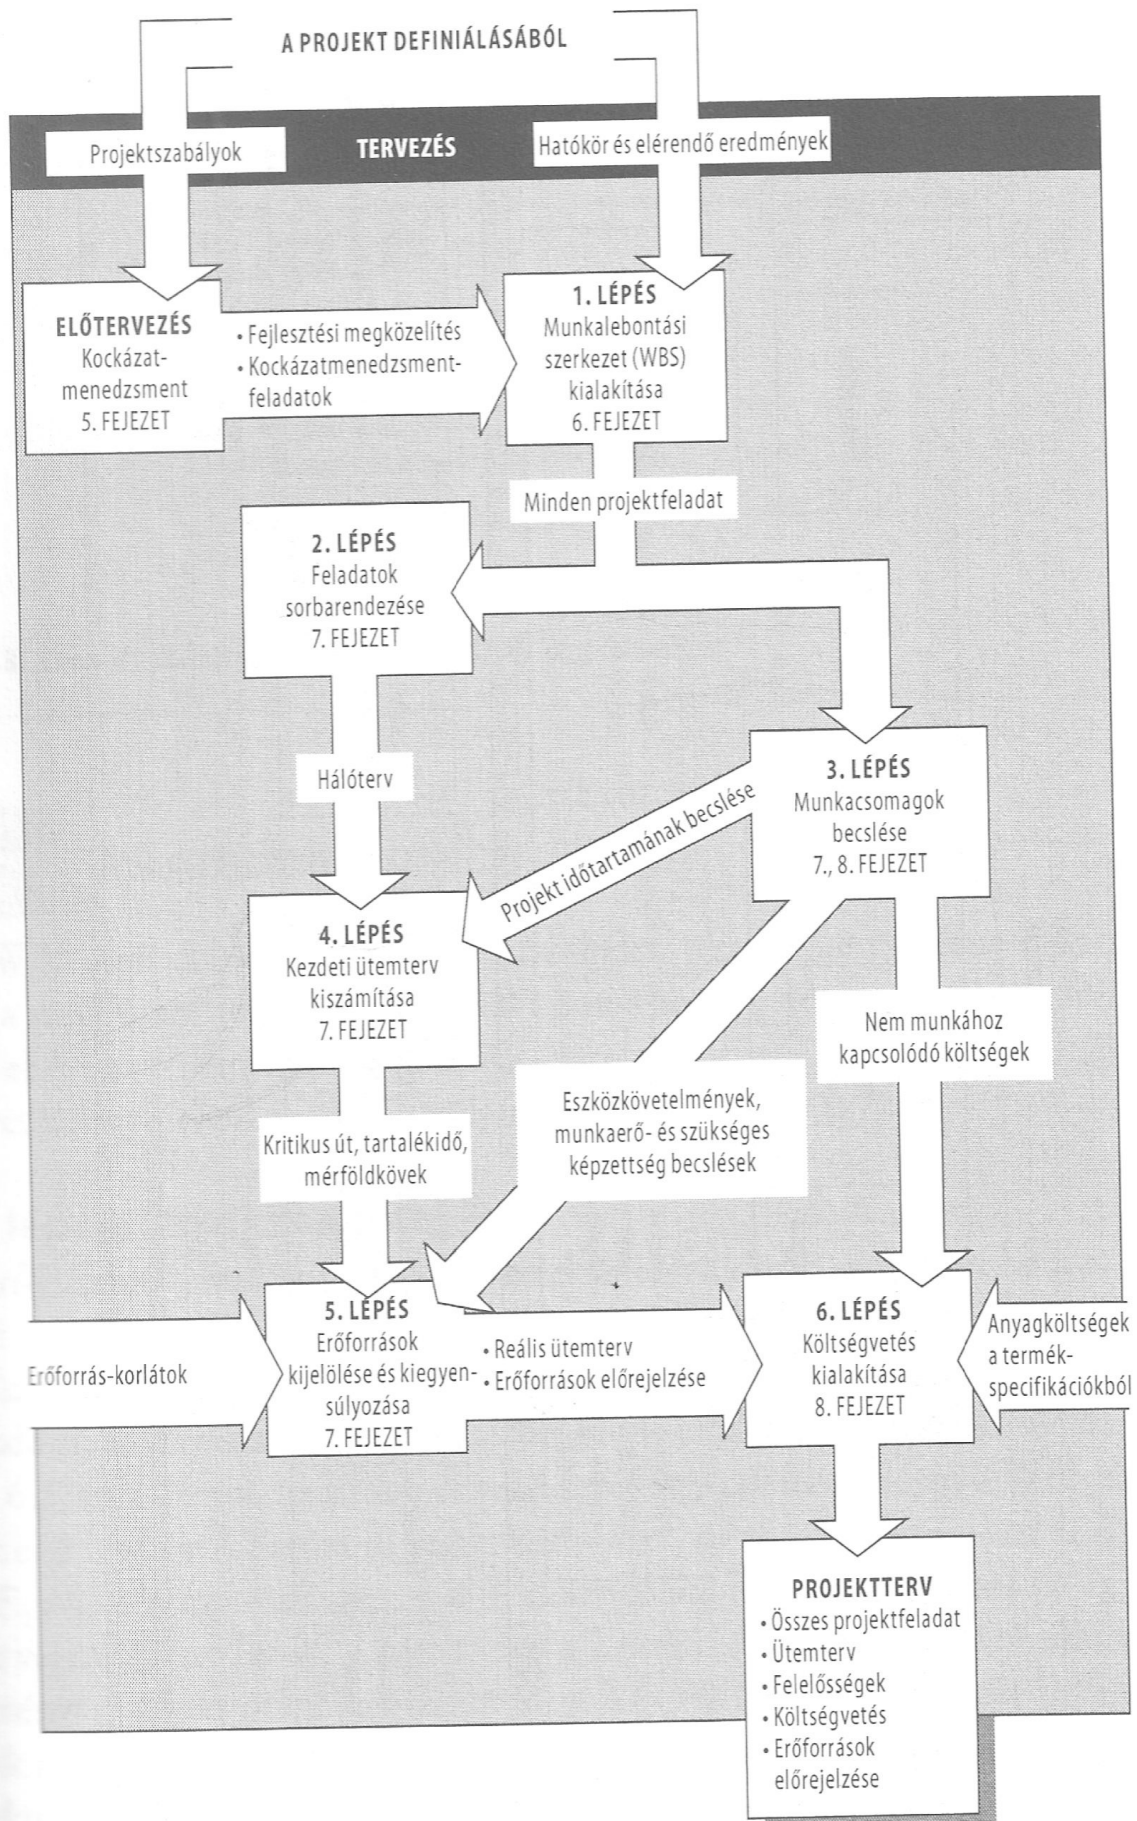 A PROJEKT DEFINIÁLÁSÁBÓL
Projektszabályok
TERVEZÉS
Hatókör és elérendő eredmények
ELŐTERVEZÉS
Kockázat-
menedzsment
5. FEJEZET
• Fejlesztési megközelítés
• Kockázatmenedzsment-
feladatok
1. LÉPÉS
Munkalebontási
szerkezet (WBS)
kialakítása
6. FEJEZET
Minden projektfeladat
2. LÉPÉS
Feladatok
sorbarendezése
7. FEJEZET
Hálóterv
3. LÉPÉS
Munkacsomagok
becslése
7., 8. FEJEZET
Projekt időtartamának becslése
4. LÉPÉS
Kezdeti ütemterv
kiszámítása
7. FEJEZET
Nem munkához
kapcsolódó költségek
Eszközkövetelmények,
munkaerő- és szükséges
képzettség becslések
Kritikus út, tartalékidő,
mérföldkövek
Erőforrás-korlátok
5. LÉPÉS
Erőforrások
kijelölése és kiegyen-
súlyozása
7. FEJEZET
• Reális ütemterv
• Erőforrások előrejelzése
6. LÉPÉS
Költségvetés
kialakítása
8. FEJEZET
Anyagköltségek
a termék-
specifikációkból
PROJEKTTERV
• Összes projektfeladat
• Ütemterv
• Felelősségek
• Költségvetés
• Erőforrások
előrejelzése